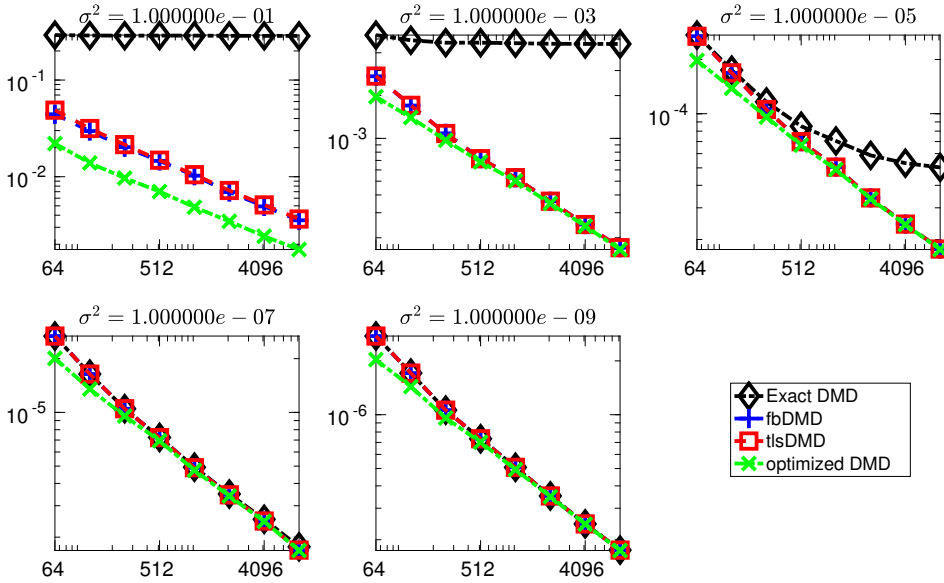 σ² = 1.000000e − 01
10⁻¹
10⁻²
64
512
4096
σ² = 1.000000e − 03
10⁻³
64
512
4096
σ² = 1.000000e − 05
10⁻⁴
64
512
4096
σ² = 1.000000e − 07
10⁻⁵
64
512
4096
σ² = 1.000000e − 09
10⁻⁶
64
512
4096
Exact DMD
fbDMD
tlsDMD
optimized DMD